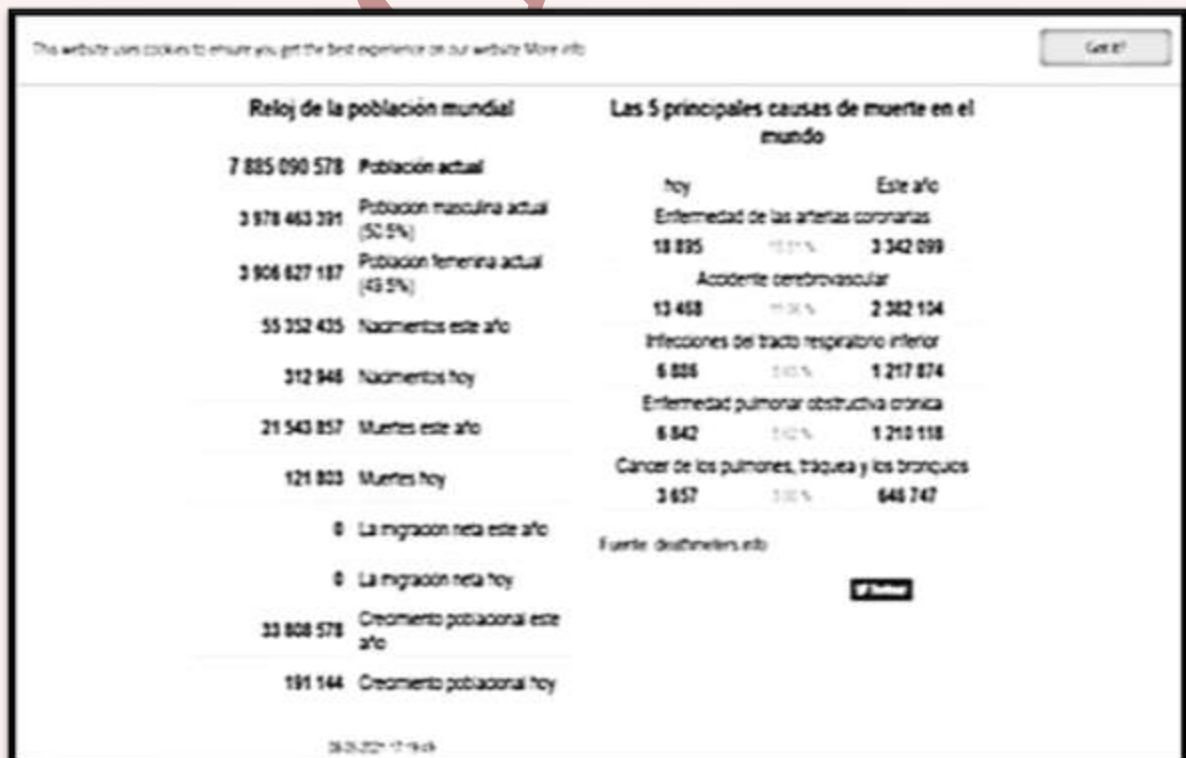 This website uses cookies to ensure you get the best experience on our website More info
Got it!
Reloj de la población mundial
7 885 090 578 Población actual
3 978 463 391 Población masculina actual
(50.5%)
3 906 627 187 Población femenina actual
(49.5%)
55 352 435 Nacimientos este año
312 946 Nacimientos hoy
21 543 857 Muertes este año
121 803 Muertes hoy
0 La migración neta este año
0 La migración neta hoy
33 808 578 Crecimiento poblacional este
año
191 144 Crecimiento poblacional hoy
Las 5 principales causas de muerte en el
mundo
hoy Este año
Enfermedad de las arterias coronarias
18 895 3 342 099
Accidente cerebrovascular
13 468 2 382 104
Infecciones del tracto respiratorio inferior
6 886 1 217 874
Enfermedad pulmonar obstructiva crónica
6 842 1 210 118
Cáncer de los pulmones, tráquea y los bronquios
3 657 646 747
Fuente: deathmeters.info